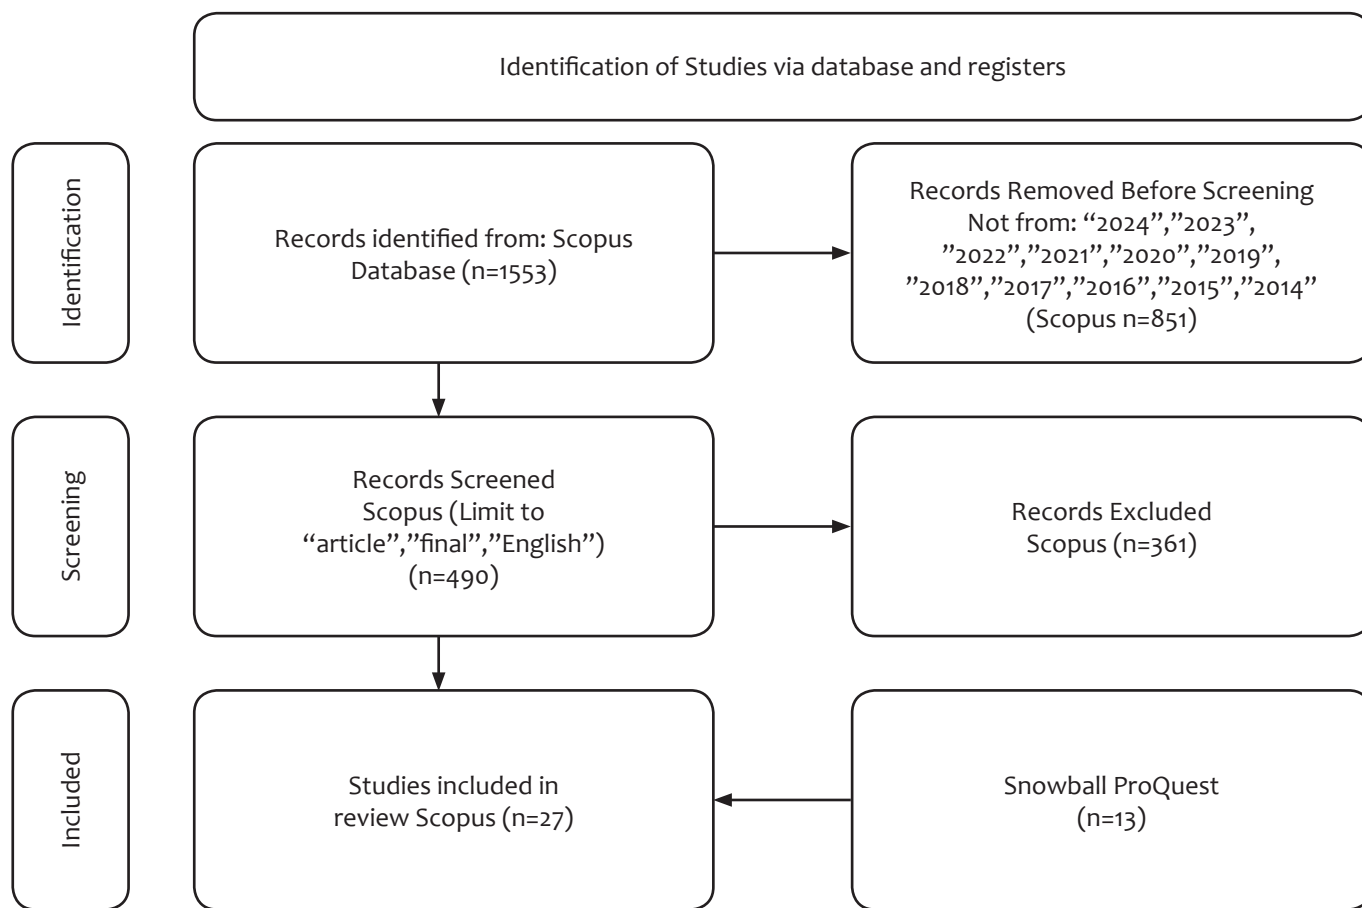 Identification of Studies via database and registers
Identification
Records identified from: Scopus
Database (n=1553)
Records Removed Before Screening
Not from: “2024”,”2023”,
”2022”,”2021”,”2020”,”2019”,
”2018”,”2017”,”2016”,”2015”,”2014”
(Scopus n=851)
Screening
Records Screened
Scopus (Limit to
“article”,”final”,”English”)
(n=490)
Records Excluded
Scopus (n=361)
Included
Studies included in
review Scopus (n=27)
Snowball ProQuest
(n=13)